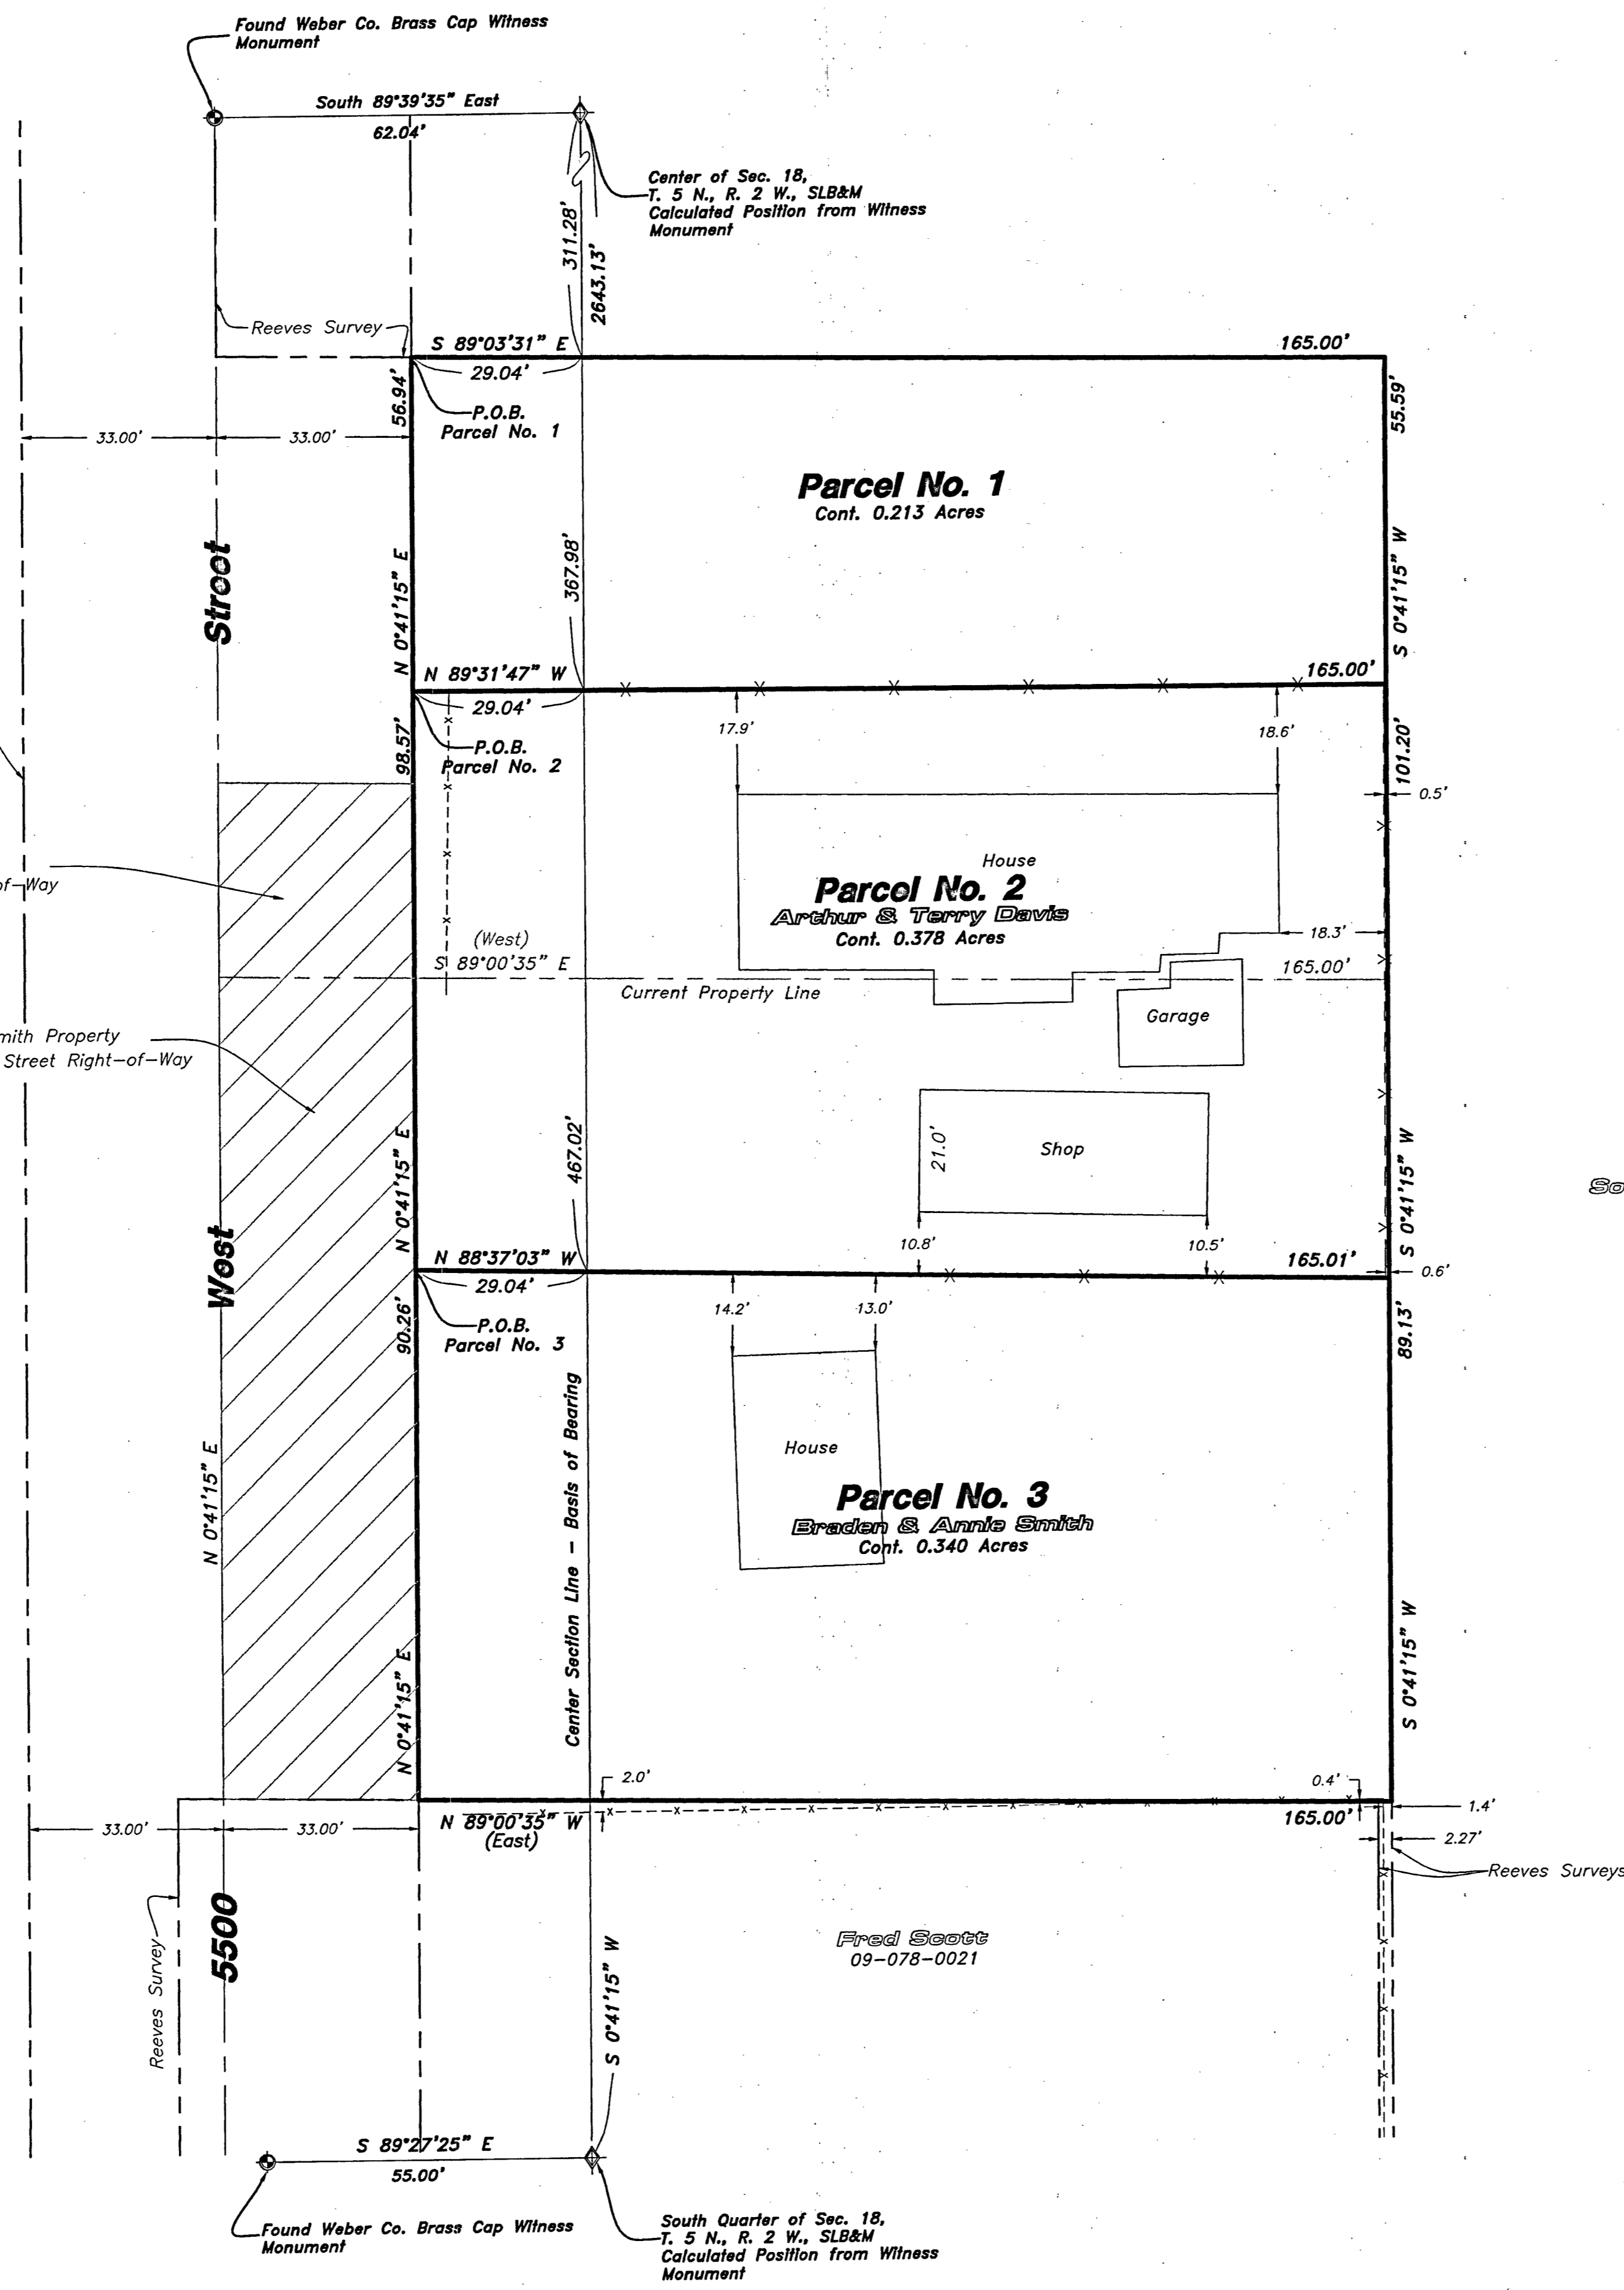 Found Weber Co. Brass Cap Witness
Monument
South 89°39'35" East
62.04'
Center of Sec. 18,
T. 5 N., R. 2 W., SLB&M
Calculated Position from Witness
Monument
311.28'
2643.13'
Reeves Survey
S 89°03'31" E
165.00'
29.04'
56.94'
55.59'
P.O.B.
Parcel No. 1
33.00'
33.00'
Parcel No. 1
Cont. 0.213 Acres
Street
N 0°41'15" E
367.98'
S 0°41'15" W
N 89°31'47" W
165.00'
29.04'
17.9'
18.6'
98.57'
101.20'
P.O.B.
Parcel No. 2
0.5'
House
of-Way
Parcel No. 2
Arthur & Terry Davis
Cont. 0.378 Acres
18.3'
(West)
S 89°00'35" E
165.00'
Current Property Line
Garage
mith Property
Street Right-of-Way
N 0°41'15" E
467.02'
21.0'
Shop
S 0°41'15" W
So
West
10.8'
10.5'
N 88°37'03" W
165.01'
0.6'
29.04'
14.2'
13.0'
90.26'
89.13'
P.O.B.
Parcel No. 3
Center Section Line - Basis of Bearing
House
N 0°41'15" E
Parcel No. 3
Braden & Annie Smith
Cont. 0.340 Acres
N 0°41'15" E
S 0°41'15" W
2.0'
0.4'
N 89°00'35" W
(East)
165.00'
1.4'
33.00'
33.00'
2.27'
Reeves Surveys
5500
Reeves Survey
Fred Scott
09-078-0021
S 0°41'15" W
S 89°27'25" E
55.00'
Found Weber Co. Brass Cap Witness
Monument
South Quarter of Sec. 18,
T. 5 N., R. 2 W., SLB&M
Calculated Position from Witness
Monument